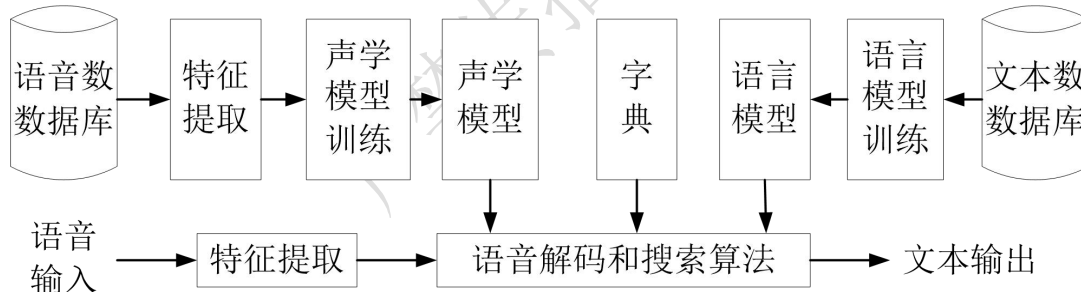 语音数
数据库
特征
提取
声学
模型
训练
声学
模型
字
典
语言
模型
语言
模型
训练
文本数
数据库
语音
输入
特征提取
语音解码和搜索算法
文本输出